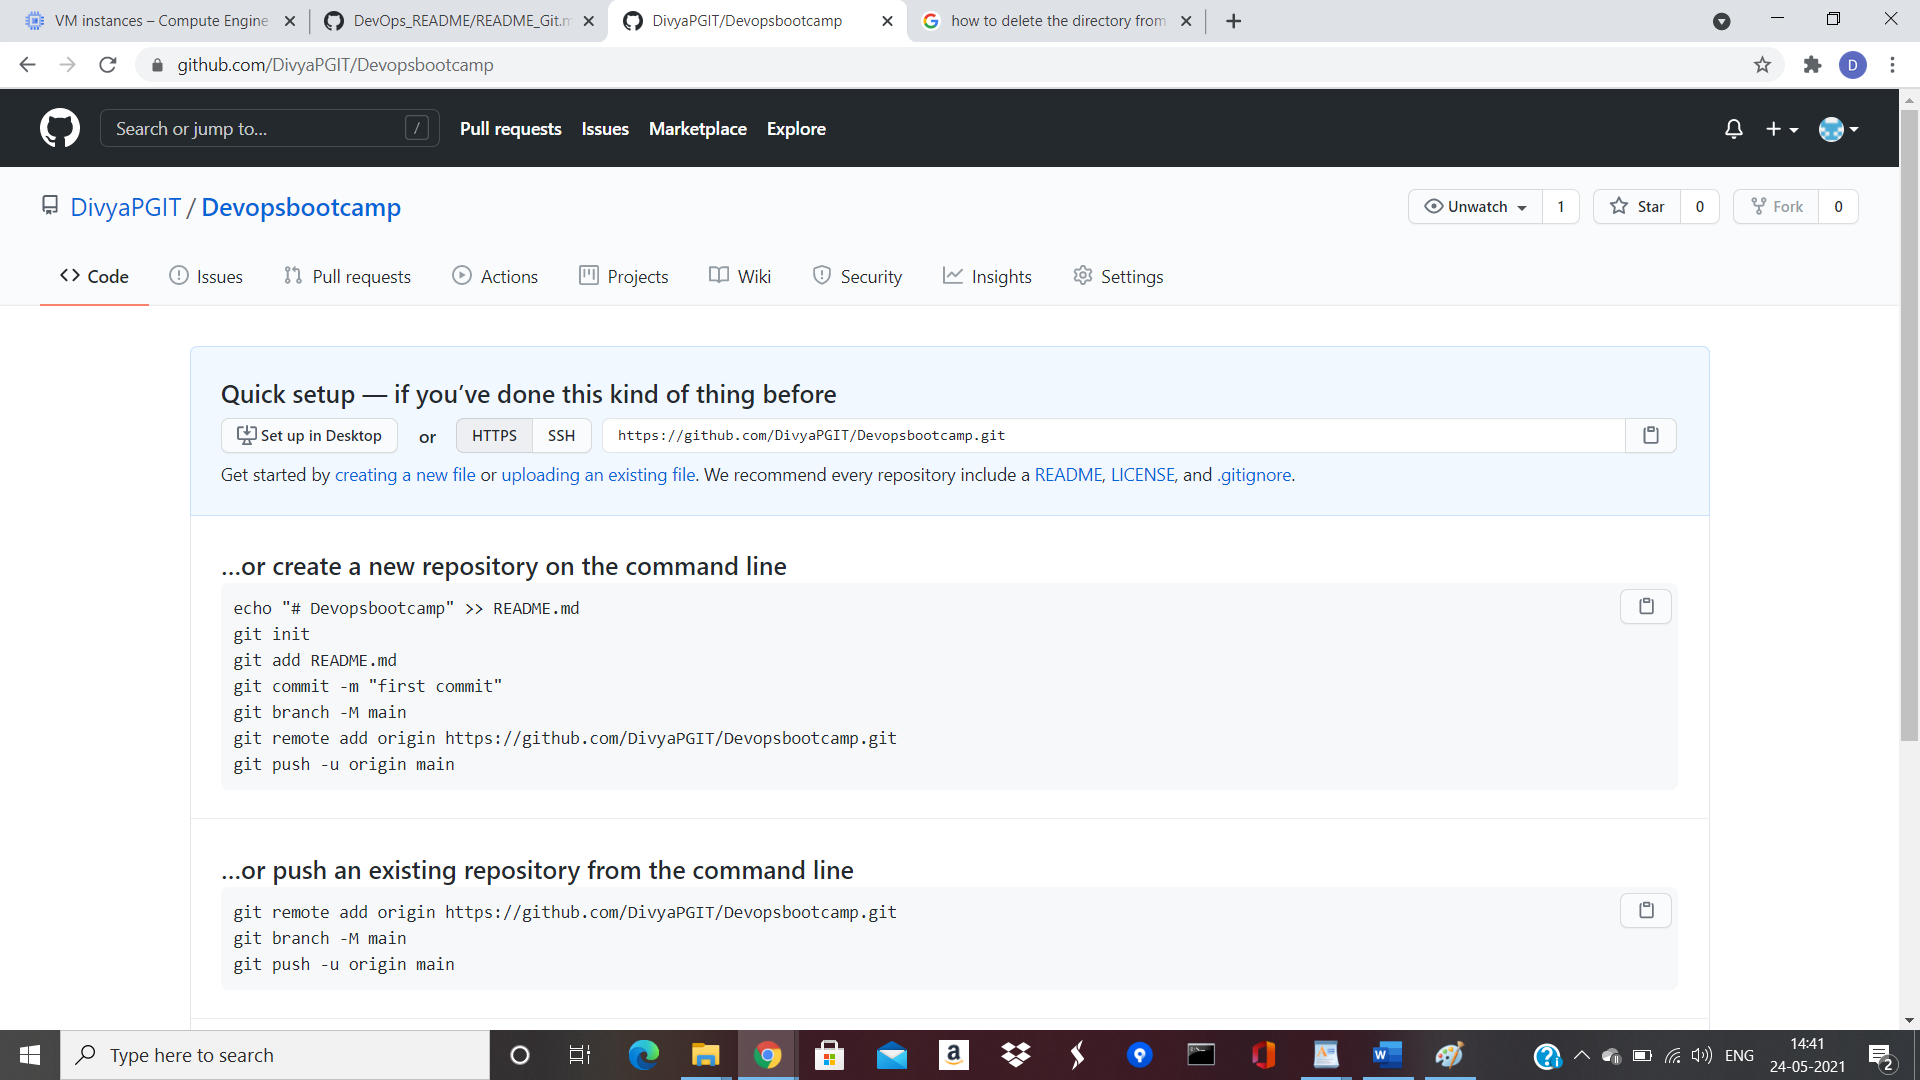 VM instances – Compute Engine
DevOps_README/README_Git.m
DivyaPGIT/Devopsbootcamp
how to delete the directory from
github.com/DivyaPGIT/Devopsbootcamp
D
Search or jump to...
/
Pull requests
Issues
Marketplace
Explore
DivyaPGIT / Devopsbootcamp
Unwatch
1
Star
0
Fork
0
Code
Issues
Pull requests
Actions
Projects
Wiki
Security
Insights
Settings
Quick setup — if you’ve done this kind of thing before
Set up in Desktop
or
HTTPS
SSH
https://github.com/DivyaPGIT/Devopsbootcamp.git
Get started by creating a new file or uploading an existing file. We recommend every repository include a README, LICENSE, and .gitignore.
…or create a new repository on the command line
echo "# Devopsbootcamp" >> README.md
git init
git add README.md
git commit -m "first commit"
git branch -M main
git remote add origin https://github.com/DivyaPGIT/Devopsbootcamp.git
git push -u origin main
…or push an existing repository from the command line
git remote add origin https://github.com/DivyaPGIT/Devopsbootcamp.git
git branch -M main
git push -u origin main
Type here to search
ENG
14:41
24-05-2021
2